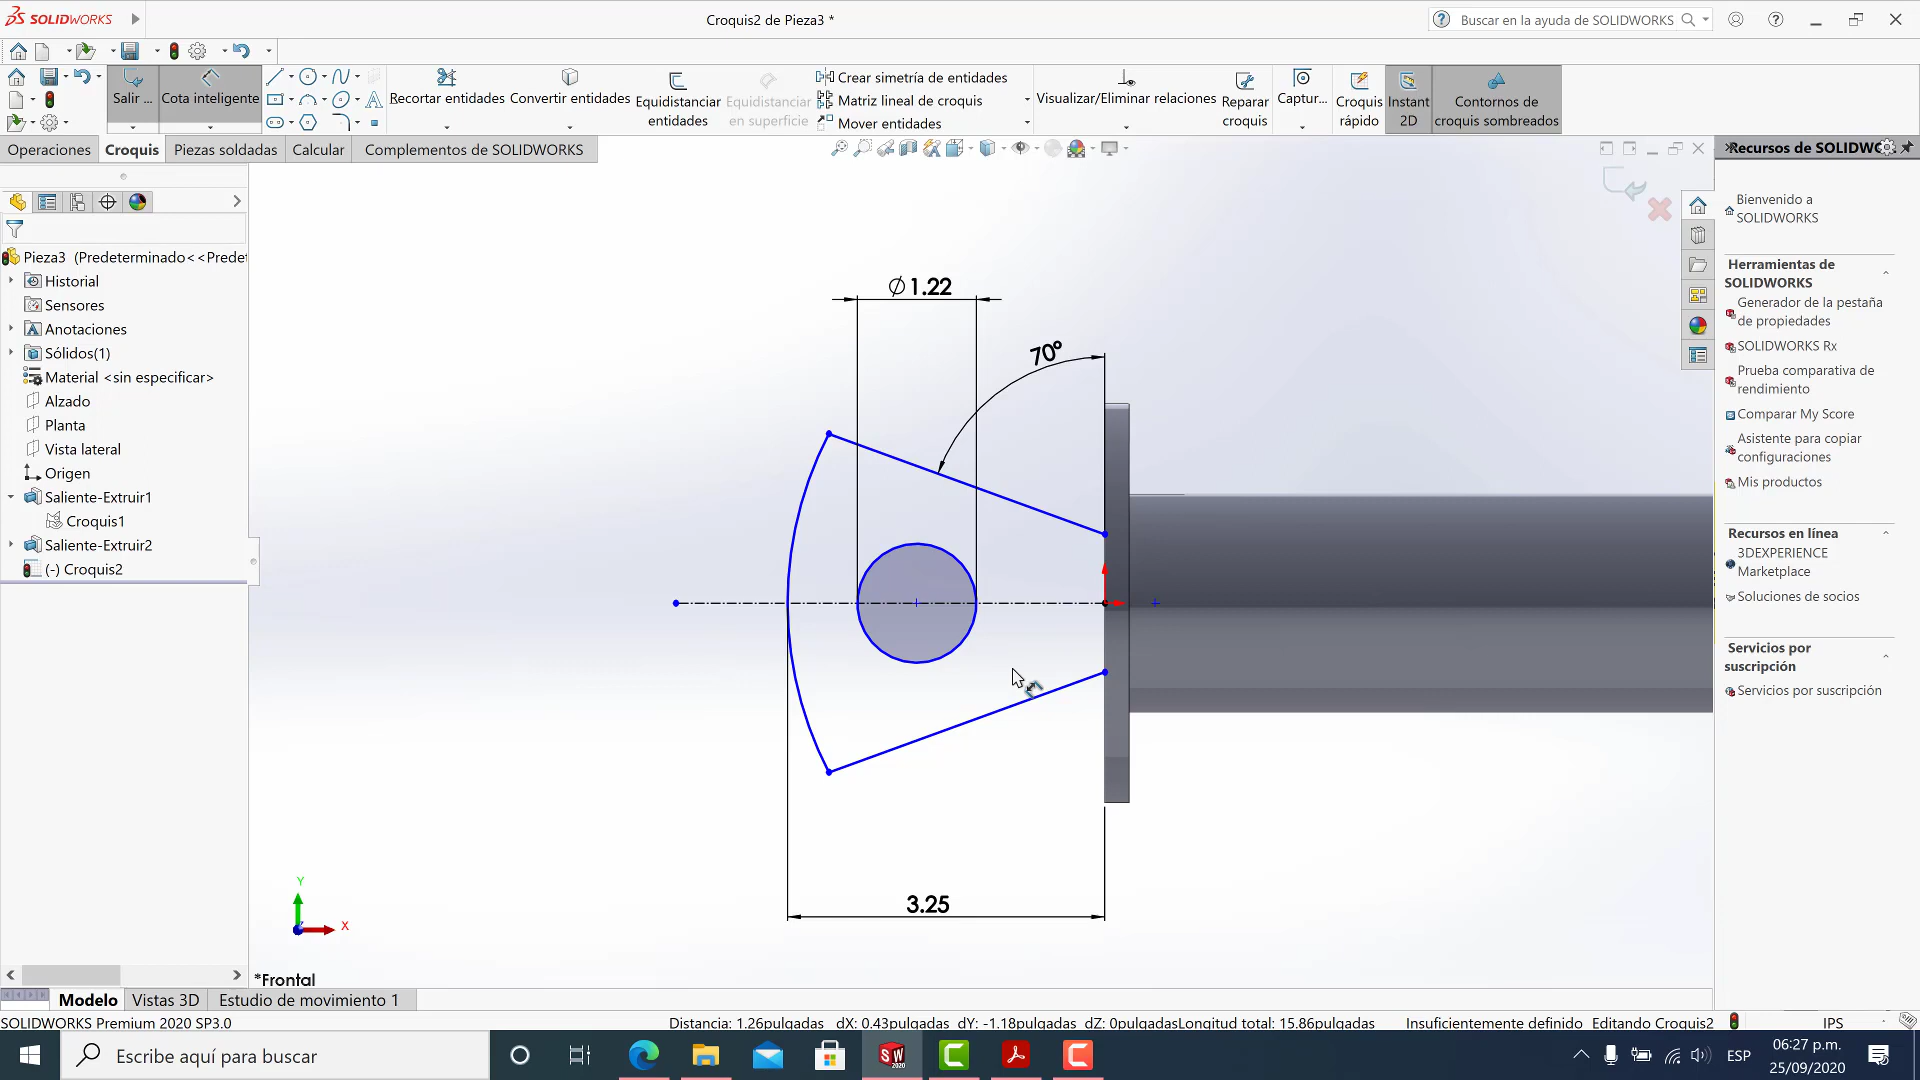 SOLIDWORKS
Croquis2 de Pieza3 *
Buscar en la ayuda de SOLIDWORKS
Salir ...
Cota inteligente
Recortar entidades
Convertir entidades
Equidistanciar
entidades
Equidistanciar
en superficie
Crear simetría de entidades
Matriz lineal de croquis
Mover entidades
Visualizar/Eliminar relaciones
Reparar
croquis
Captur...
Croquis
rápido
Instant
2D
Contornos de
croquis sombreados
Operaciones
Croquis
Piezas soldadas
Calcular
Complementos de SOLIDWORKS
Recursos de SOLIDWC
Pieza3 (Predeterminado<<Predet
Historial
Sensores
Anotaciones
Sólidos(1)
Material <sin especificar>
Alzado
Planta
Vista lateral
Origen
Saliente-Extruir1
Croquis1
Saliente-Extruir2
(-) Croquis2
∅1.22
70°
3.25
Y
X
*Frontal
Bienvenido a
SOLIDWORKS
Herramientas de
SOLIDWORKS
Generador de la pestaña
de propiedades
SOLIDWORKS Rx
Prueba comparativa de
rendimiento
Comparar My Score
Asistente para copiar
configuraciones
Mis productos
Recursos en línea
3DEXPERIENCE
Marketplace
Soluciones de socios
Servicios por
suscripción
Servicios por suscripción
Modelo
Vistas 3D
Estudio de movimiento 1
SOLIDWORKS Premium 2020 SP3.0
Distancia: 1.26pulgadas dX: 0.43pulgadas dY: -1.18pulgadas dZ: 0pulgadasLongitud total: 15.86pulgadas
Insuficientemente definido
Editando Croquis2
IPS
Escribe aquí para buscar
SW
2020
ESP
06:27 p.m.
25/09/2020